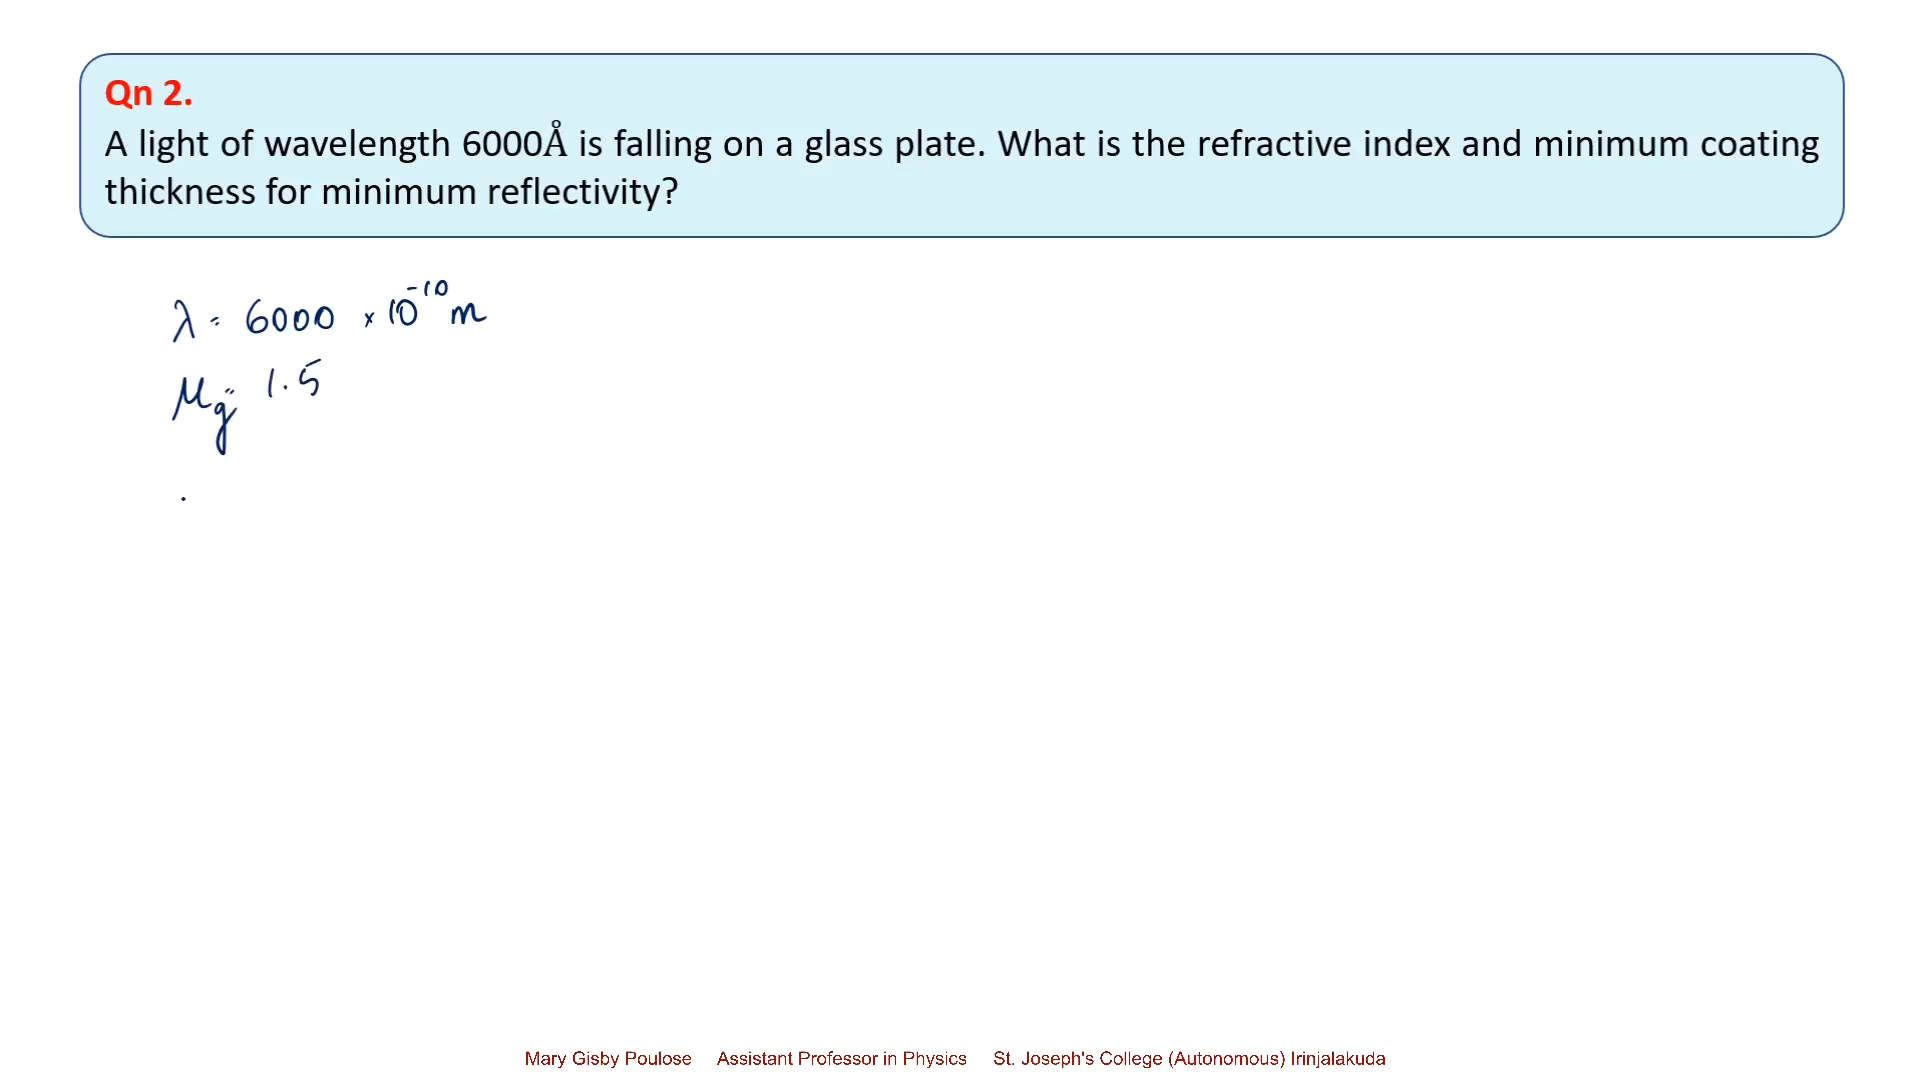 Qn 2.
A light of wavelength 6000Å is falling on a glass plate. What is the refractive index and minimum coating
thickness for minimum reflectivity?
λ = 6000 × 10⁻¹⁰ m
μg = 1.5
Mary Gisby Poulose Assistant Professor in Physics St. Joseph's College (Autonomous) Irinjalakuda